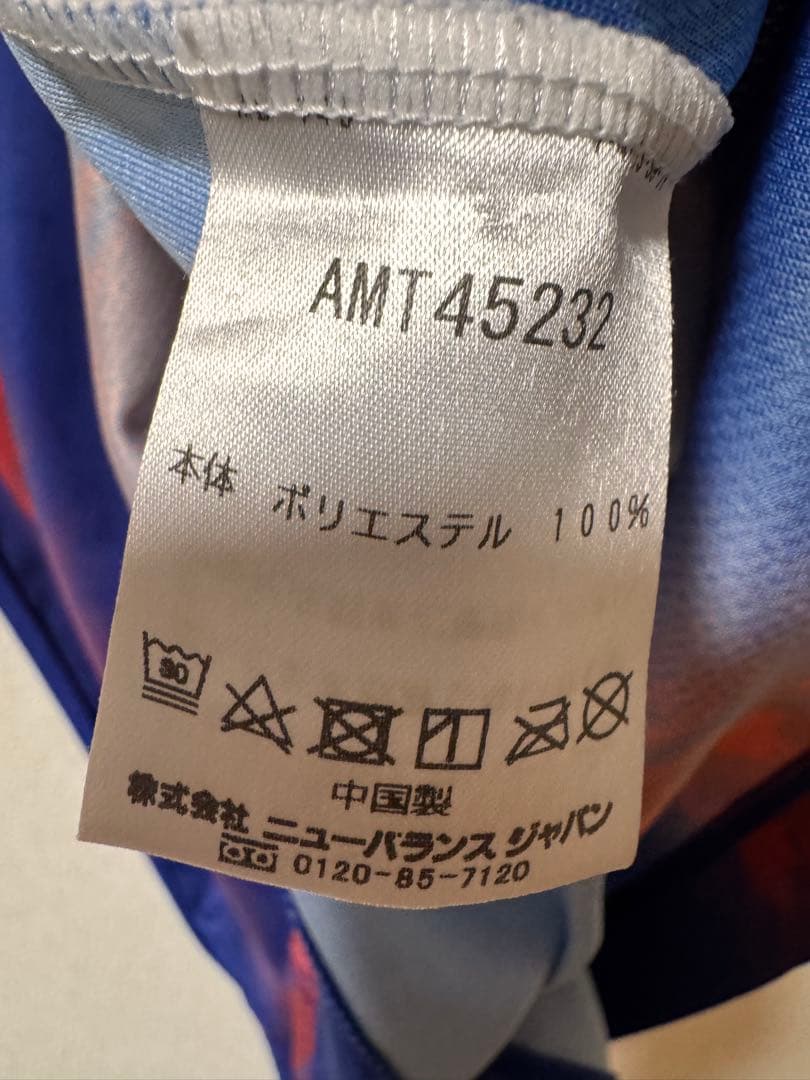 AMT45232
本体 ポリエステル 100%
30
中国製
株式会社 ニューバランス ジャパン
0120-85-7120